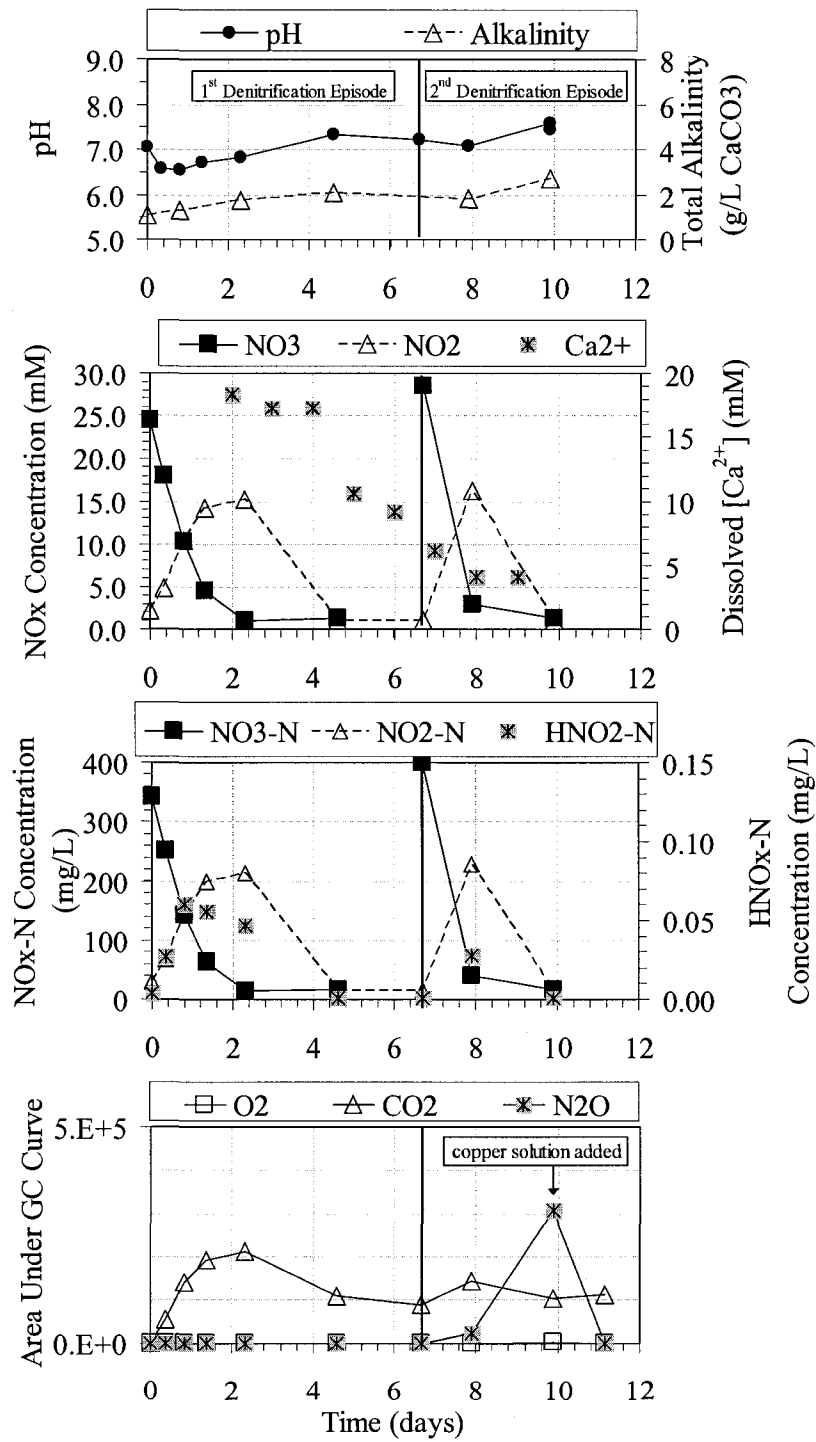 pH Alkalinity
9.0 8.0 7.0 6.0 5.0
pH
1st Denitrification Episode
2nd Denitrification Episode
8 6 4 2 0
Total Alkalinity
(g/L CaCO3)
0 2 4 6 8 10 12
NO3 NO2 Ca2+
30.0 25.0 20.0 15.0 10.0 5.0 0.0
NOx Concentration (mM)
20 15 10 5 0
Dissolved [Ca2+] (mM)
0 2 4 6 8 10 12
NO3-N NO2-N HNO2-N
400 300 200 100 0
NOx-N Concentration
(mg/L)
0.15 0.10 0.05 0.00
HNOx-N
Concentration (mg/L)
0 2 4 6 8 10 12
O2 CO2 N2O
5.E+5
0.E+0
Area Under GC Curve
copper solution added
0 2 4 6 8 10 12
Time (days)